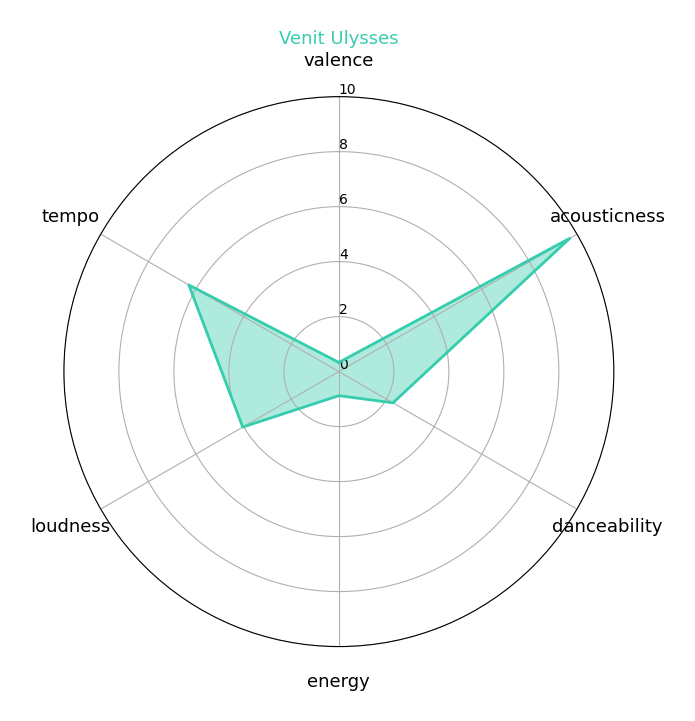 Venit Ulysses
valence
10
8
tempo
acousticness
6
4
2
0
loudness
danceability
energy